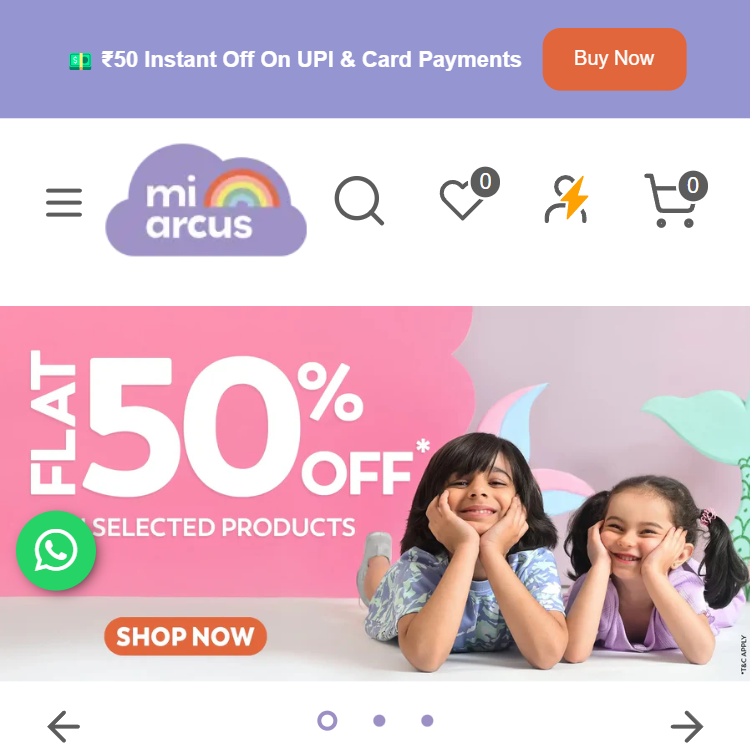 ₹50 Instant Off On UPI & Card Payments
Buy Now
mi
arcus
0
0
FLAT
50%
OFF*
SELECTED PRODUCTS
SHOP NOW
*T&C APPLY